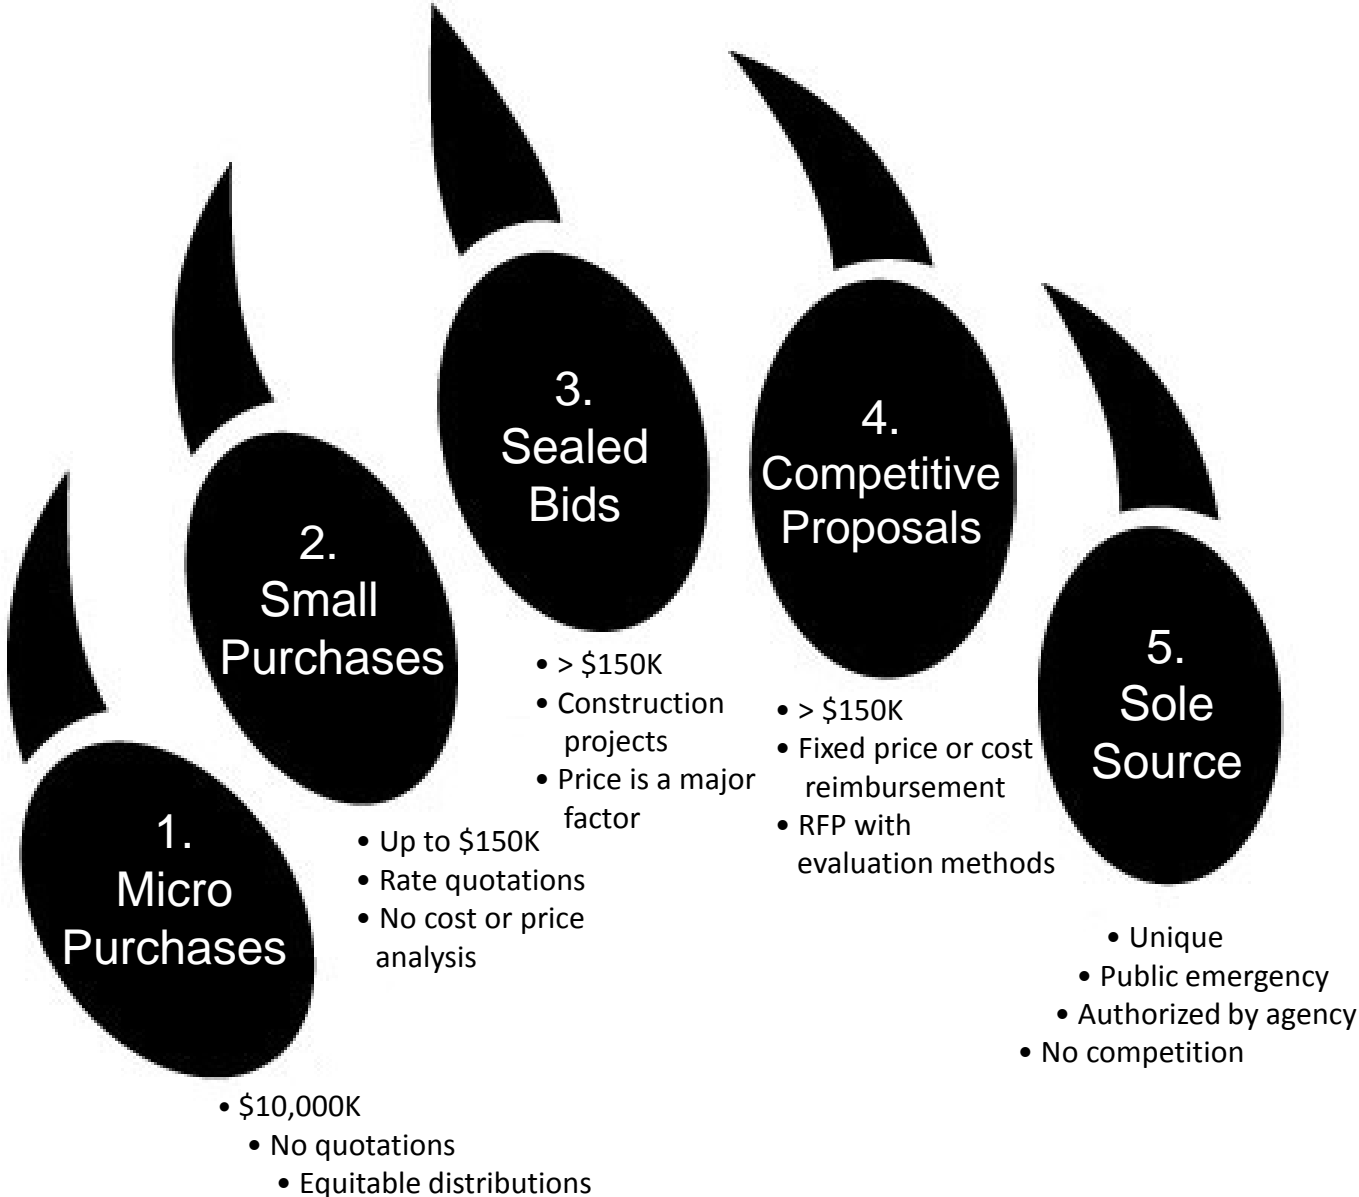 1.
Micro
Purchases
• $10,000K
• No quotations
• Equitable distributions
2.
Small
Purchases
• Up to $150K
• Rate quotations
• No cost or price
analysis
3.
Sealed
Bids
• > $150K
• Construction
projects
• Price is a major
factor
4.
Competitive
Proposals
• > $150K
• Fixed price or cost
reimbursement
• RFP with
evaluation methods
5.
Sole
Source
• Unique
• Public emergency
• Authorized by agency
• No competition